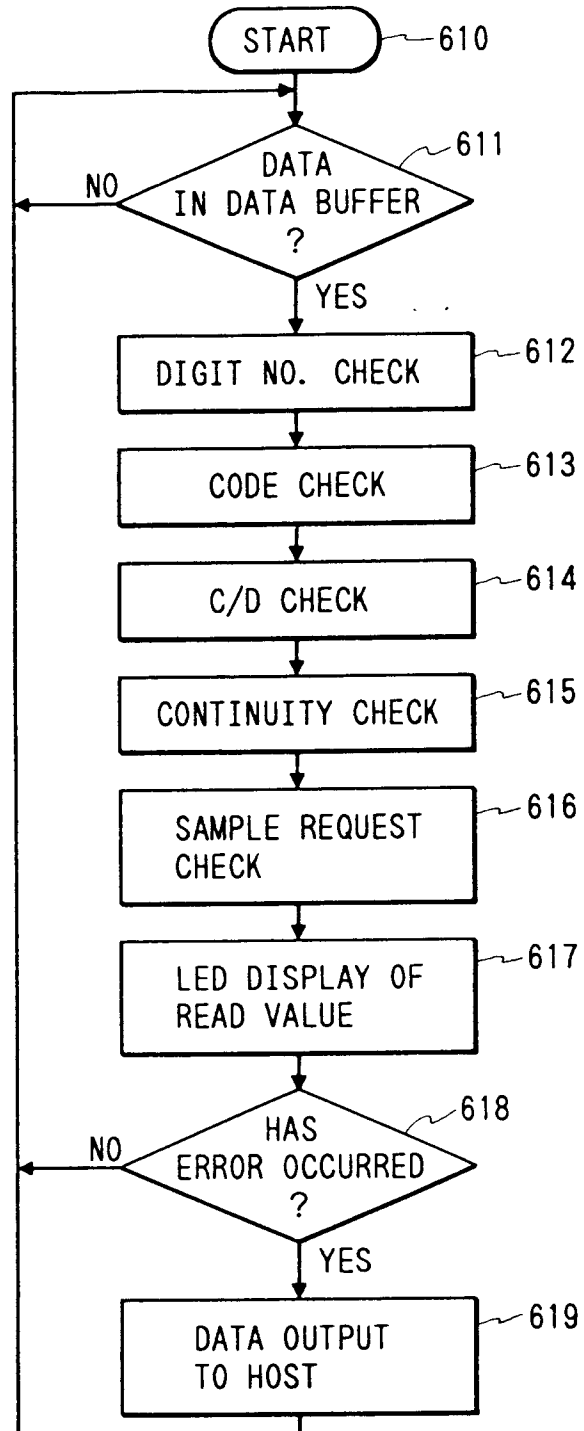 START
610
DATA
IN DATA BUFFER
?
611
NO
YES
DIGIT NO. CHECK
612
CODE CHECK
613
C/D CHECK
614
CONTINUITY CHECK
615
SAMPLE REQUEST
CHECK
616
LED DISPLAY OF
READ VALUE
617
HAS
ERROR OCCURRED
?
618
NO
YES
DATA OUTPUT
TO HOST
619